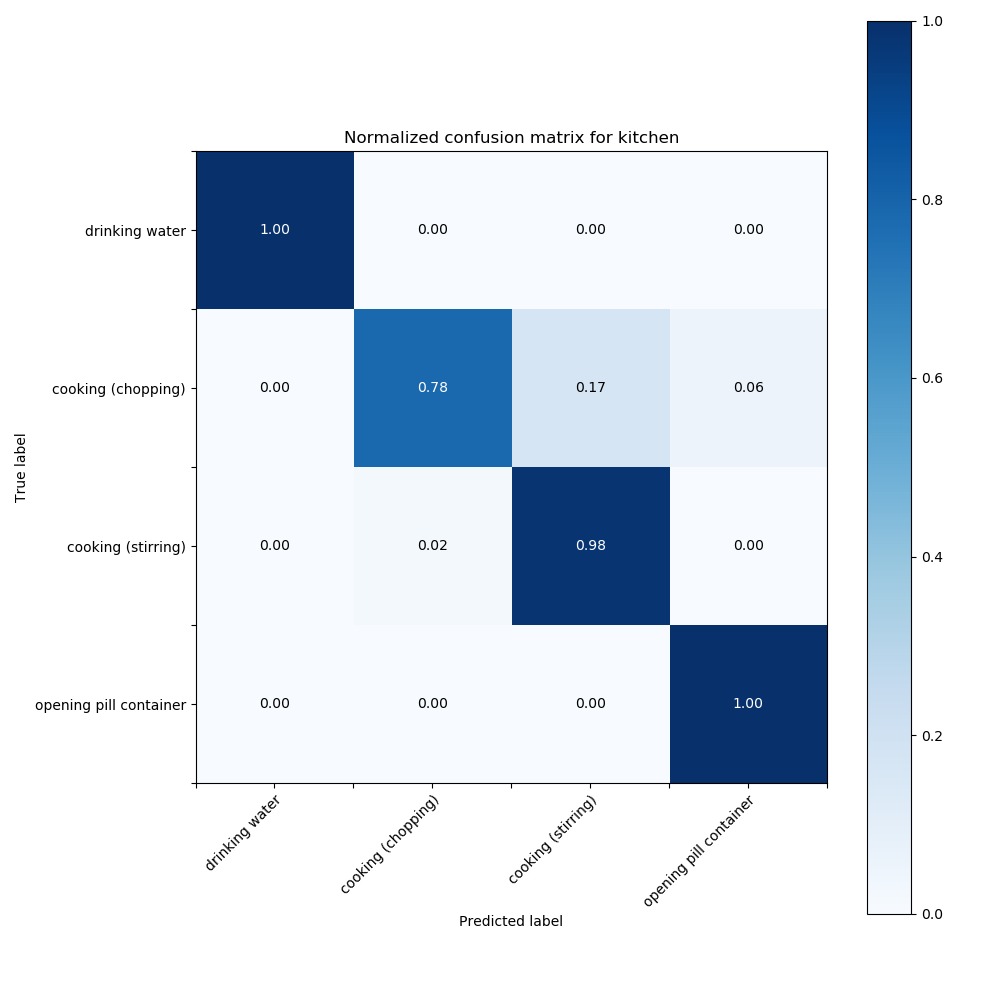 Normalized confusion matrix for kitchen
True label
drinking water 1.00 0.00 0.00 0.00
cooking (chopping) 0.00 0.78 0.17 0.06
cooking (stirring) 0.00 0.02 0.98 0.00
opening pill container 0.00 0.00 0.00 1.00
drinking water
cooking (chopping)
cooking (stirring)
opening pill container
Predicted label
1.0
0.8
0.6
0.4
0.2
0.0